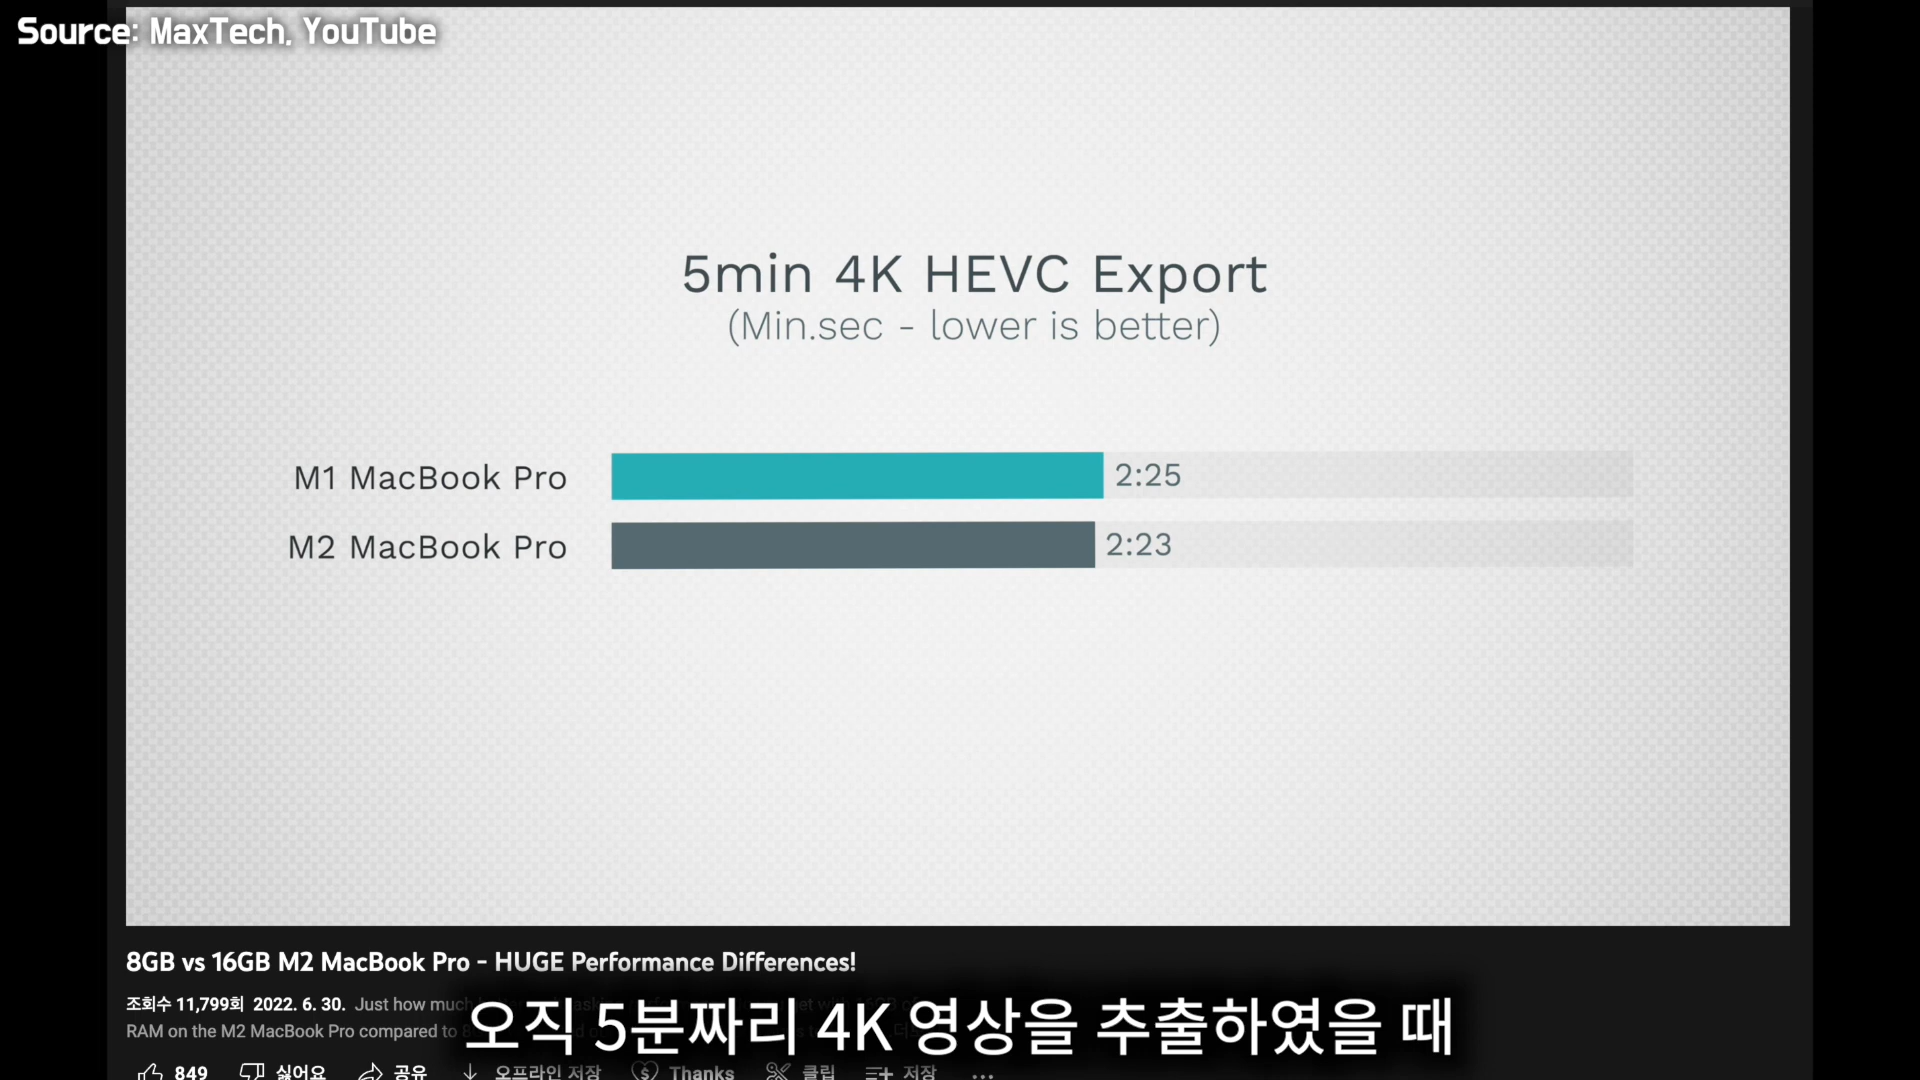 Source: MaxTech, YouTube
5min 4K HEVC Export
(Min.sec - lower is better)
M1 MacBook Pro 2:25
M2 MacBook Pro 2:23
8GB vs 16GB M2 MacBook Pro - HUGE Performance Differences!
조회수 11,799회 2022. 6. 30. Just how much
RAM on the M2 MacBook Pro compared to
오직 5분짜리 4K 영상을 추출하였을 때
849 싫어요 공유 오프라인 저장 Thanks 클립 저장 ...